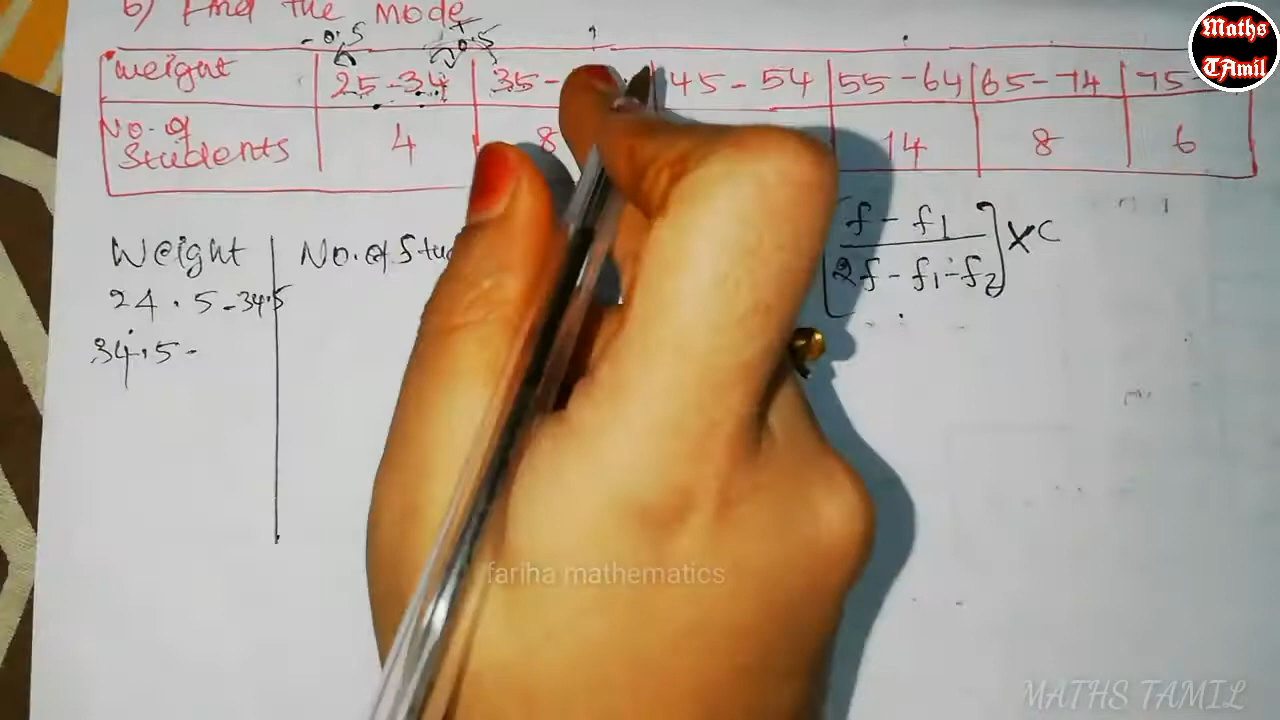 b) Find the mode
- 0.5 + 0.5
Weight 25 - 34 35 - 45 - 54 55 - 64 65 - 74 75
No. of Students 4 8 14 8 6
Weight No. of Stu
24.5 - 34.5
34.5 -
f - f1
2f - f1 - f2
x c
Maths TAmil
fariha mathematics
MATHS TAMIL